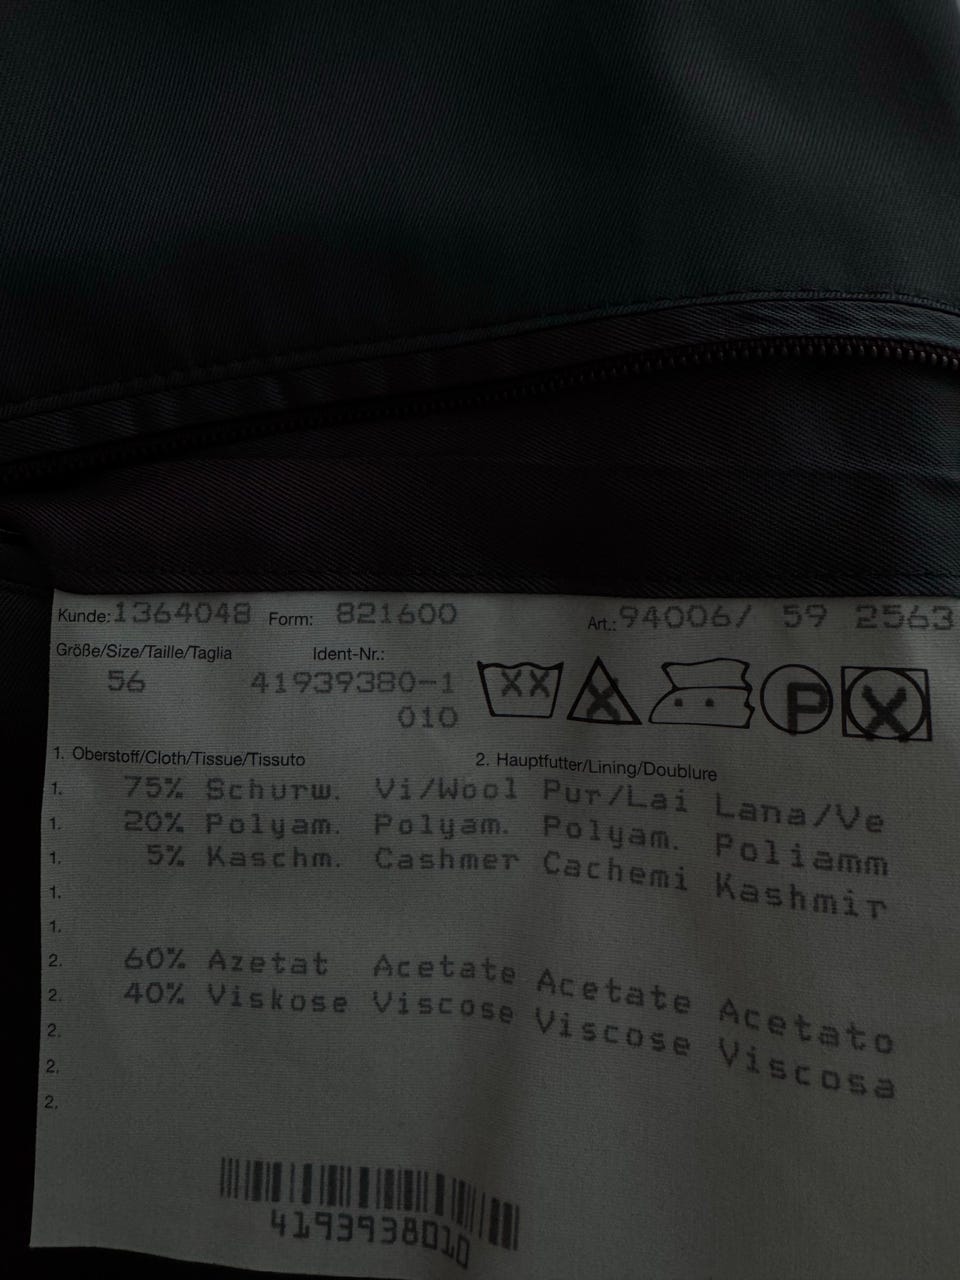 Kunde: 1364048 Form: 821600 Art.: 94006/ 59 2563
Größe/Size/Taille/Taglia Ident-Nr.:
56 41939380-1
010
XX X P X
1. Oberstoff/Cloth/Tissue/Tissuto 2. Hauptfutter/Lining/Doublure
1. 75% Schurw. Vi/Wool Pur/Lai Lana/Ve
1. 20% Polyam. Polyam. Polyam. Poliamm
1. 5% Kaschm. Cashmer Cachemi Kashmir
1.
1.
2. 60% Azetat Acetate Acetate Acetato
2. 40% Viskose Viscose Viscose Viscosa
2.
2.
2.
4193938010